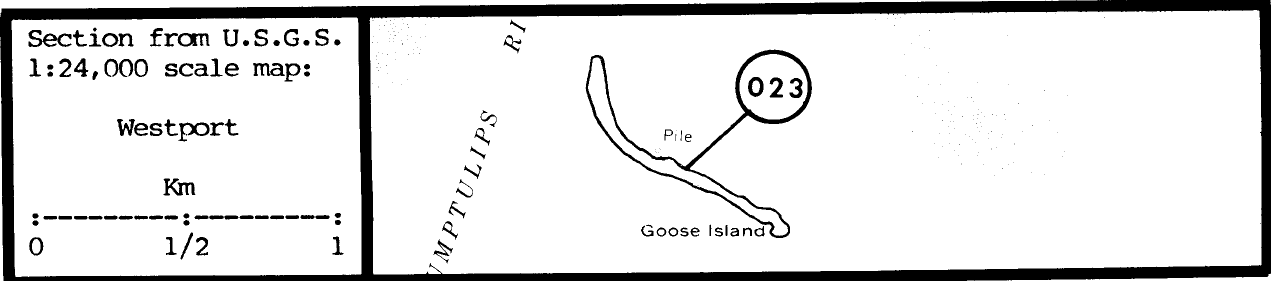 Section from U.S.G.S.
1:24,000 scale map:
Westport
Km
:---------:---------:
0 1/2 1
UMPTULIPS RI
023
Pile
Goose Island